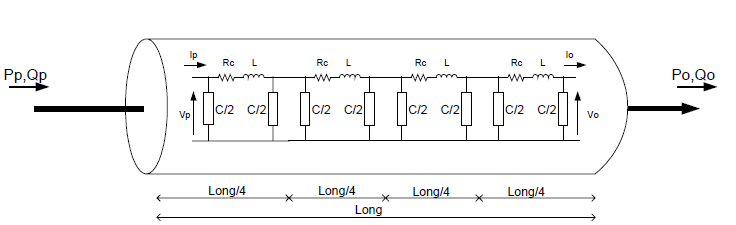 Ip Io
Rc L Rc L Rc L Rc L
Pp,Qp Po,Qo
Vp C/2 C/2 C/2 C/2 C/2 C/2 C/2 C/2 Vo
Long/4 Long/4 Long/4 Long/4
Long